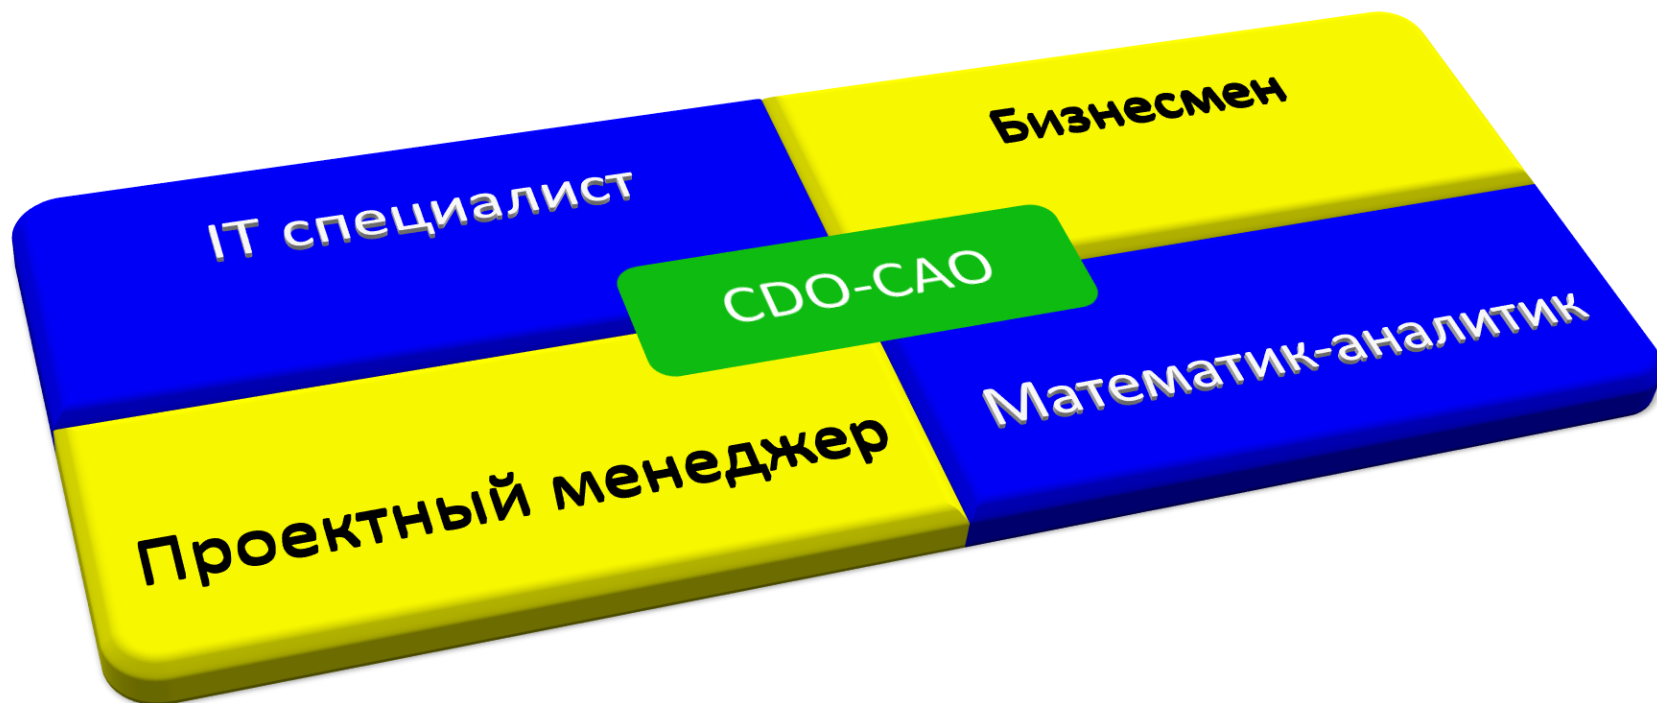 IT специалист
Бизнесмен
CDO-CAO
Проектный менеджер
Математик-аналитик